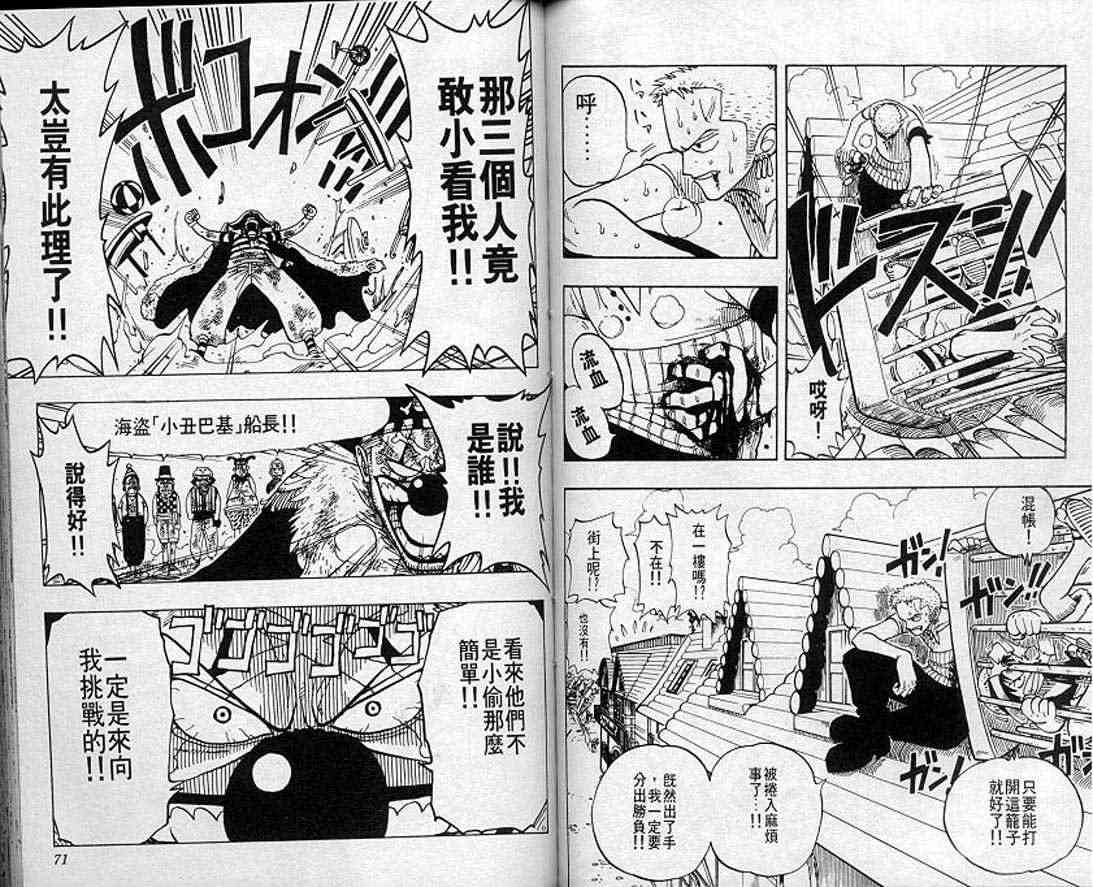 ドスン!!
哎呀!
呼……
流血
流血
混帳!
ガン!
ガン!!
ガン!!
ガン!
在一樓嗎!?
不在!!
街上呢!?
也沒有!!
只要能打
開這籠子
就好了!!
被捲入麻煩
事了…!!
既然出了手
，我一定要
分出勝負!!
那三個人竟
敢小看我!!
ボコオン!!!
太豈有此理了!!
說!!我
是誰!!
海盜「小丑巴基」船長!!
說得好!!
看來他們不
是小偷那麼
簡單!!
ゴゴゴゴゴゴ
一定是來向
我挑戰的!!
71